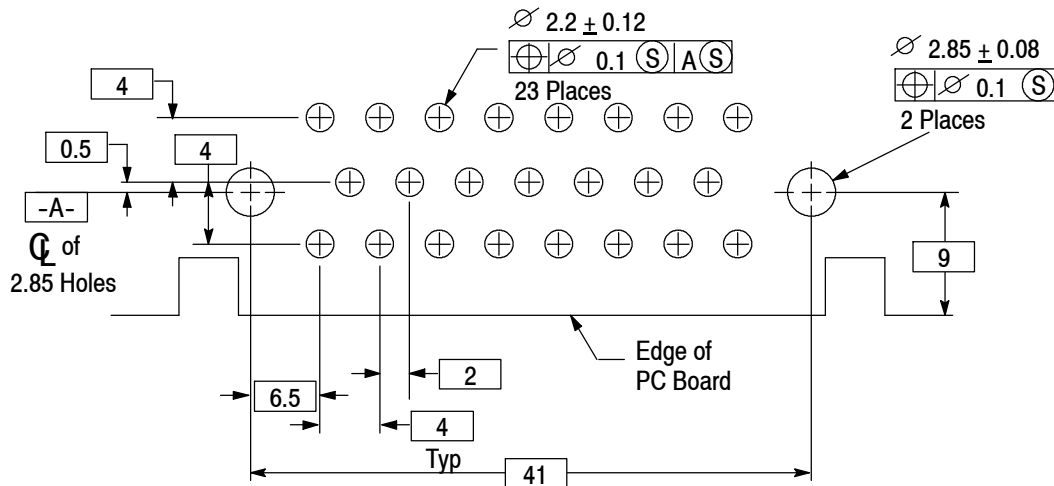 ⌀ 2.2 ± 0.12
⌖ ⌀ 0.1 Ⓢ A Ⓢ
23 Places
⌀ 2.85 ± 0.08
⌖ ⌀ 0.1 Ⓢ
2 Places
4
0.5
4
-A-
℄ of
2.85 Holes
9
Edge of
PC Board
2
6.5
4
Typ
41